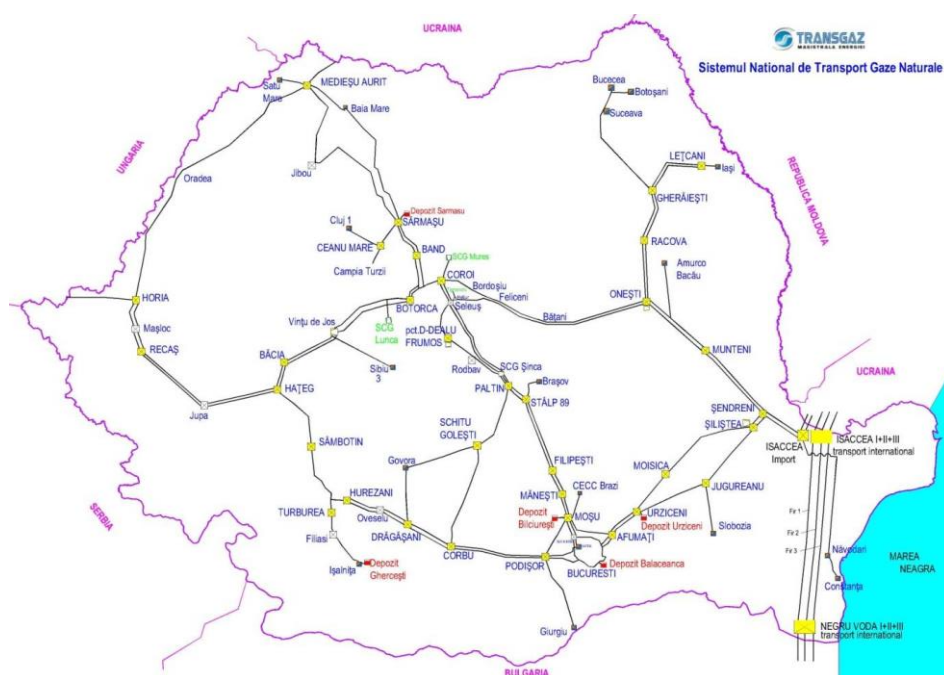 UCRAINA
TRANSGAZ
MAGISTRALA ENERGIEI
Sistemul National de Transport Gaze Naturale
MEDIEŞU AURIT
Satu
Mare
Baia Mare
Bucecea
Botoşani
Suceava
UNGARIA
Oradea
Jibou
LEŢCANI
Iaşi
REPUBLICA MOLDOVA
GHERĂIEŞTI
Depozit Sarmasu
SĂRMAŞU
Cluj 1
CEANU MARE
Campia Turzii
BAND
SCG Mures
RACOVA
Amurco
Bacău
COROI
Bordoşiu
Feliceni
Seleuş
HORIA
BOTORCA
ONEŞTI
Bățani
Maşloc
Vinţu de Jos
SCG
Lunca
pct.D-DEALU
FRUMOS
RECAŞ
BĂCIA
Sibiu
3
Rodbav
SCG Şinca
MUNTENI
HAŢEG
PALTIN
Braşov
STÂLP 89
UCRAINA
Jupa
ŞENDRENI
ŞILIŞTEA
SCHITU
GOLEŞTI
ISACCEA
Import
ISACCEA I+II+III
transport international
SÂMBOTIN
Govora
FILIPEŞTI
MOISICA
CECC Brazi
JUGUREANU
SERBIA
HUREZANI
MĂNEŞTI
TURBUREA
Oveselu
Depozit
Bilciureşti
MOŞU
URZICENI
Depozit Urziceni
Slobozia
Fir 1
Fir 2
Fir 3
Filiasi
DRĂGĂŞANI
CORBU
AFUMAŢI
PODIŞOR
BUCURESTI
Depozit Balaceanca
Năvodari
MAREA
NEAGRA
Işalniţa
Depozit
Gherceşti
Constanţa
Giurgiu
NEGRU VODA I+II+III
transport international
BULGARIA